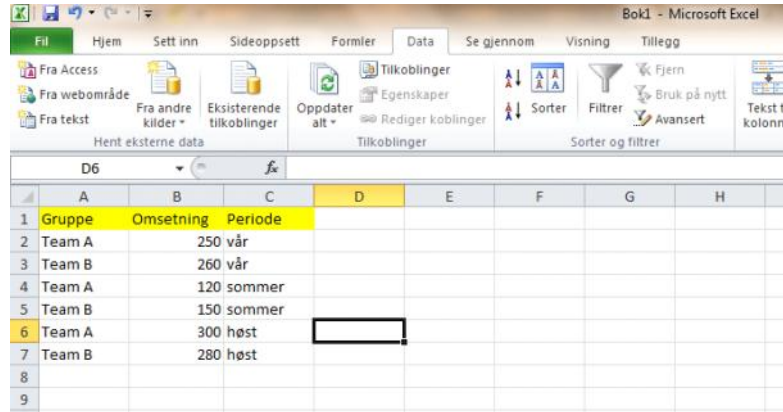 Bok1 - Microsoft Excel
Fil Hjem Sett inn Sideoppsett Formler Data Se gjennom Visning Tillegg
Fra Access
Fra webområde
Fra tekst
Fra andre kilder
Eksisterende tilkoblinger
Hent eksterne data
Oppdater alt
Tilkoblinger
Egenskaper
Rediger koblinger
Tilkoblinger
Sorter
Filtrer
Fjern
Bruk på nytt
Avansert
Sorter og filtrer
Tekst
D6 fx
A B C D E F G H
1 Gruppe Omsetning Periode
2 Team A 250 vår
3 Team B 260 vår
4 Team A 120 sommer
5 Team B 150 sommer
6 Team A 300 høst
7 Team B 280 høst
8
9